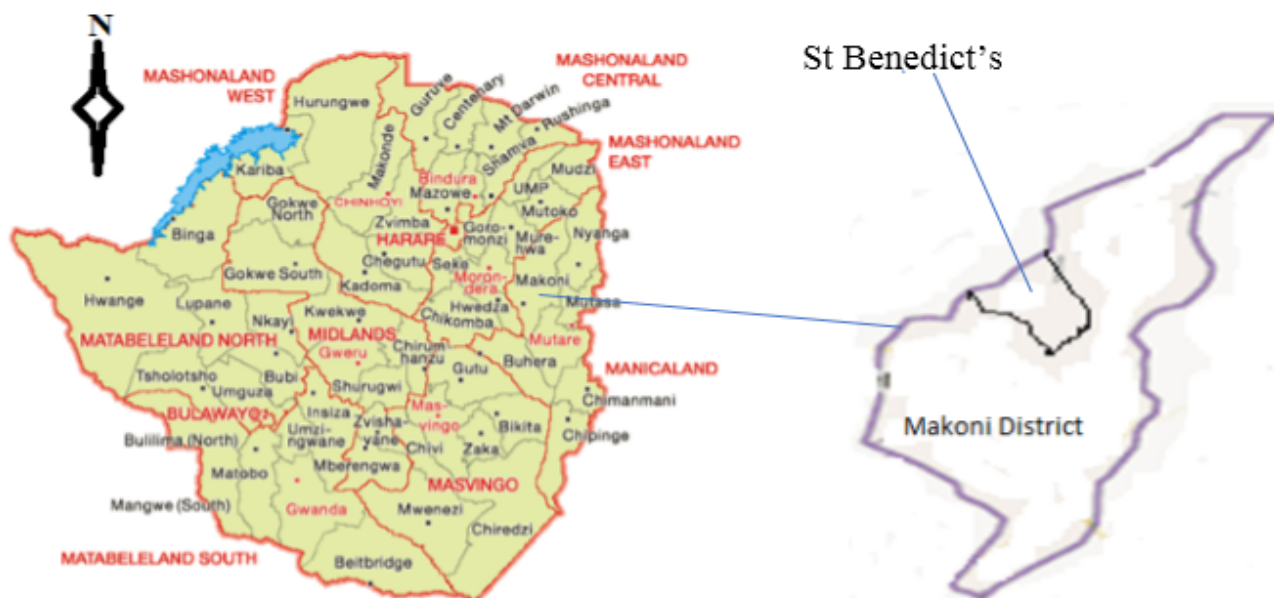 N
MASHONALAND
WEST
MASHONALAND
CENTRAL
MASHONALAND
EAST
Hurungwe
Guruve
Centenary
Mt Darwin
Rushinga
Shamva
Makonde
Kariba
Bindura
Mazowe
Mudzi
UMP
Mutoko
CHINHOYI
Gokwe
North
Zvimba
Binga
HARARE
Goro-
monzi
Mure-
hwa
Nyanga
Chegutu
Seke
Gokwe South
Kadoma
Moron-
dera
Makoni
Hwange
Lupane
Hwedza
Mutasa
Kwekwe
Chikomba
Nkayi
MIDLANDS
MATABELELAND NORTH
Gweru
Chirum-
hanzu
Buhera
Mutare
Gutu
MANICALAND
Tsholotsho
Bubi
Umguza
Shurugwi
Chimanmani
BULAWAYO
Insiza
Zvisha-
vane
Mas-
vingo
Bikita
Chipinge
Bulilima (North)
Umzi-
ngwane
Chivi
Zaka
Matobo
Mberengwa
MASVINGO
Mangwe (South)
Gwanda
Mwenezi
Chiredzi
MATABELELAND SOUTH
Beitbridge
St Benedict's
Makoni District